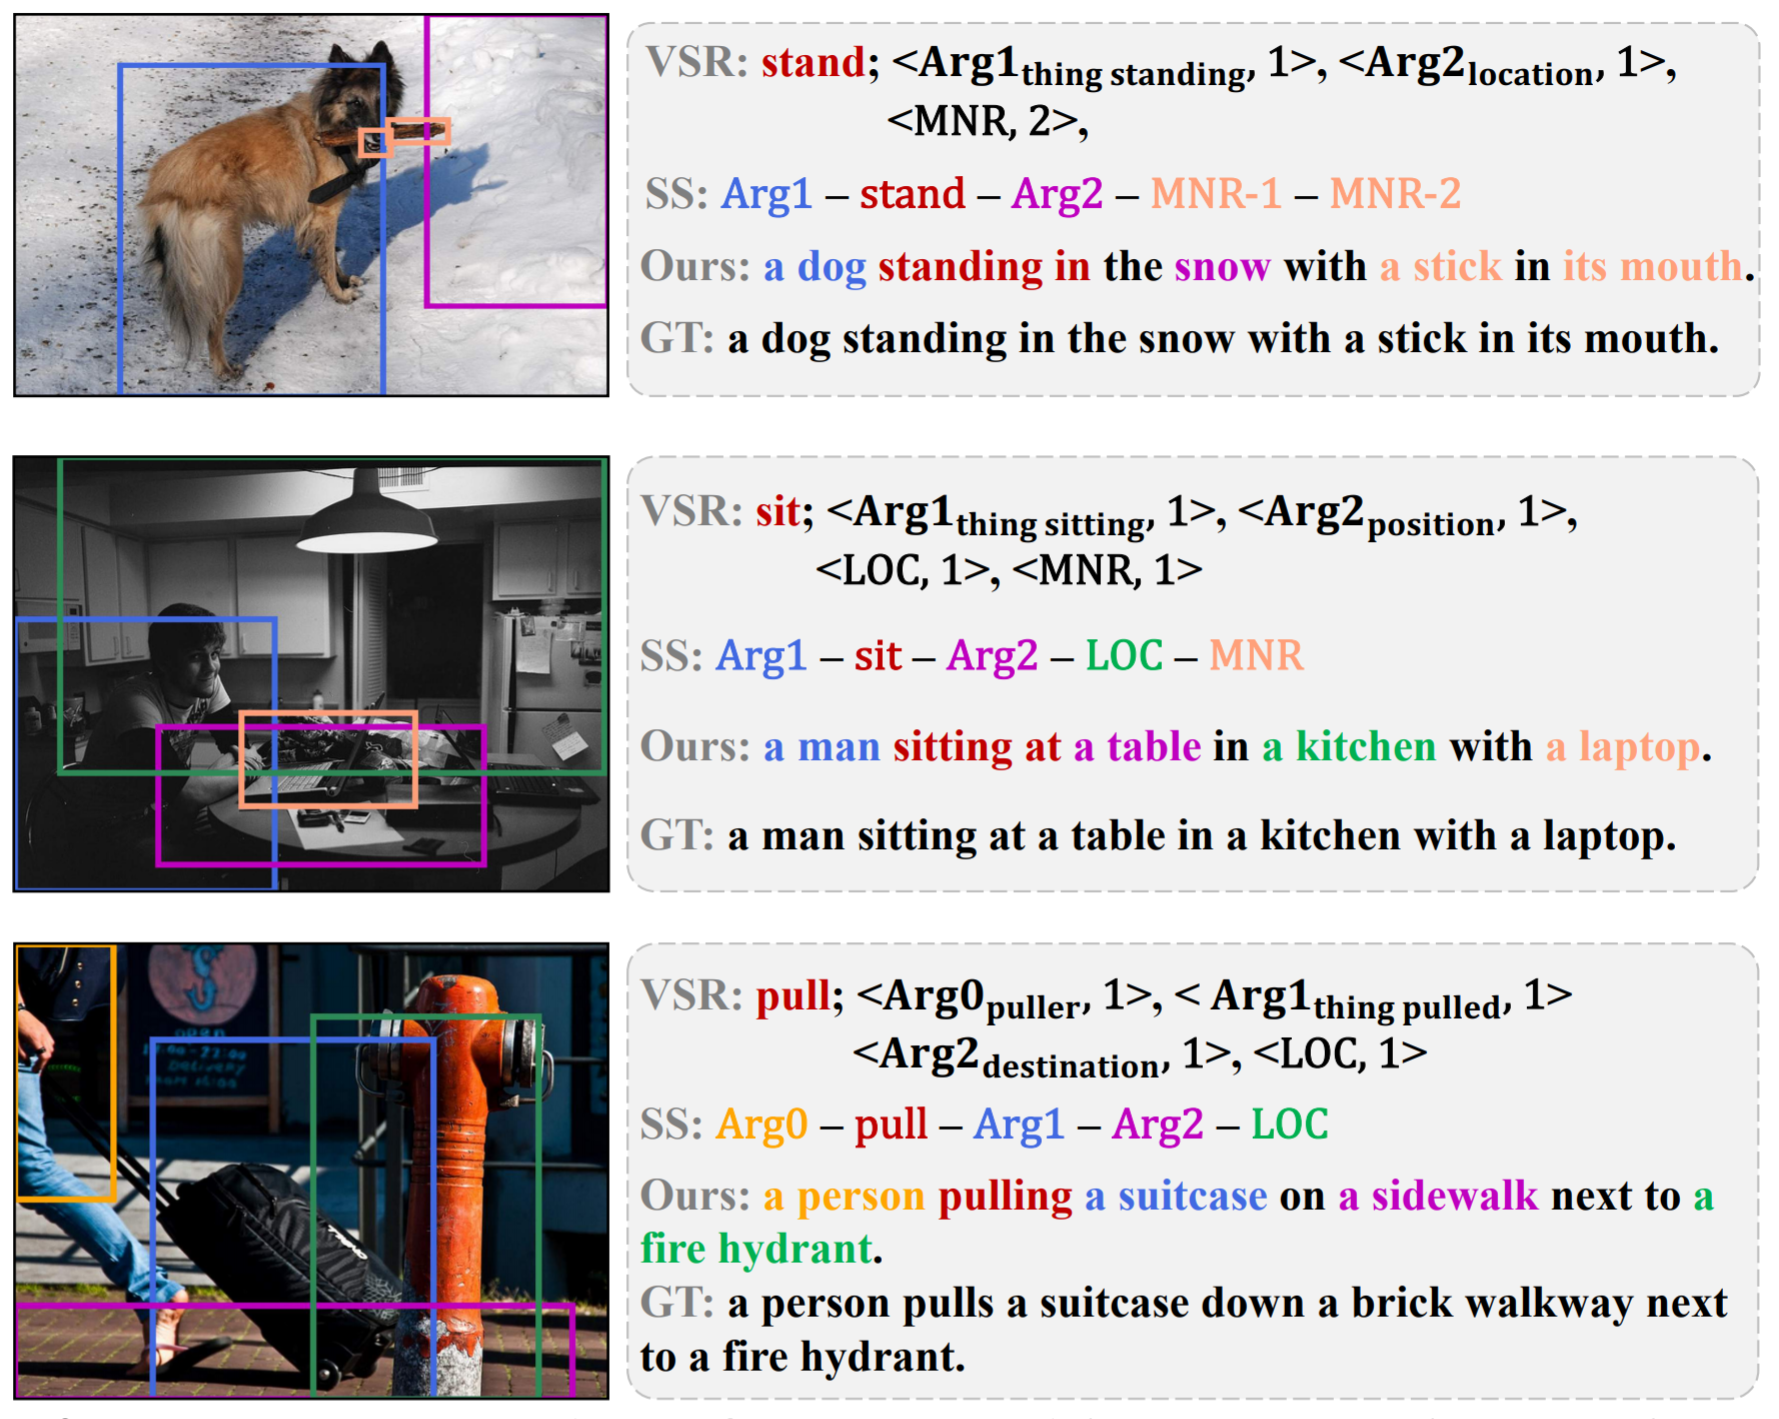 VSR: stand; <Arg1thing standing, 1>, <Arg2location, 1>,
<MNR, 2>,
SS: Arg1 – stand – Arg2 – MNR-1 – MNR-2
Ours: a dog standing in the snow with a stick in its mouth.
GT: a dog standing in the snow with a stick in its mouth.
VSR: sit; <Arg1thing sitting, 1>, <Arg2position, 1>,
<LOC, 1>, <MNR, 1>
SS: Arg1 – sit – Arg2 – LOC – MNR
Ours: a man sitting at a table in a kitchen with a laptop.
GT: a man sitting at a table in a kitchen with a laptop.
open
Delivery
VSR: pull; <Arg0puller, 1>, < Arg1thing pulled, 1>
<Arg2destination, 1>, <LOC, 1>
SS: Arg0 – pull – Arg1 – Arg2 – LOC
Ours: a person pulling a suitcase on a sidewalk next to a
fire hydrant.
GT: a person pulls a suitcase down a brick walkway next
to a fire hydrant.